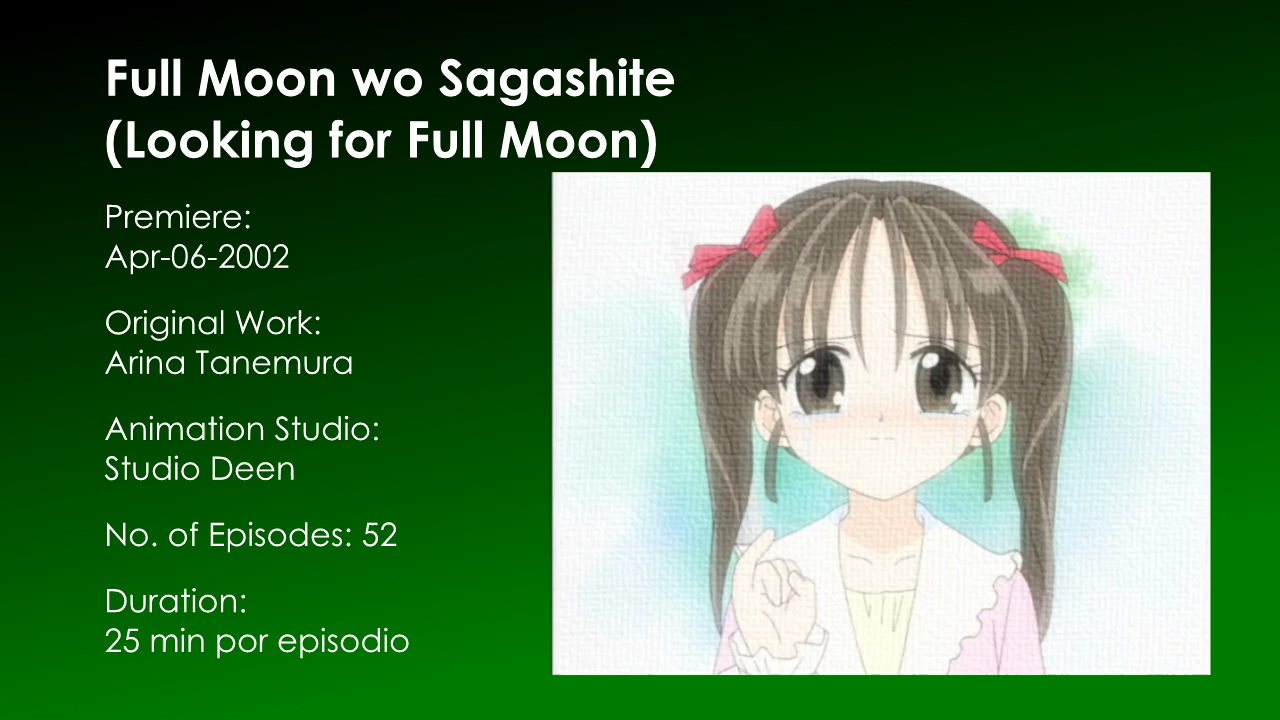 Full Moon wo Sagashite
(Looking for Full Moon)
Premiere:
Apr-06-2002
Original Work:
Arina Tanemura
Animation Studio:
Studio Deen
No. of Episodes: 52
Duration:
25 min por episodio